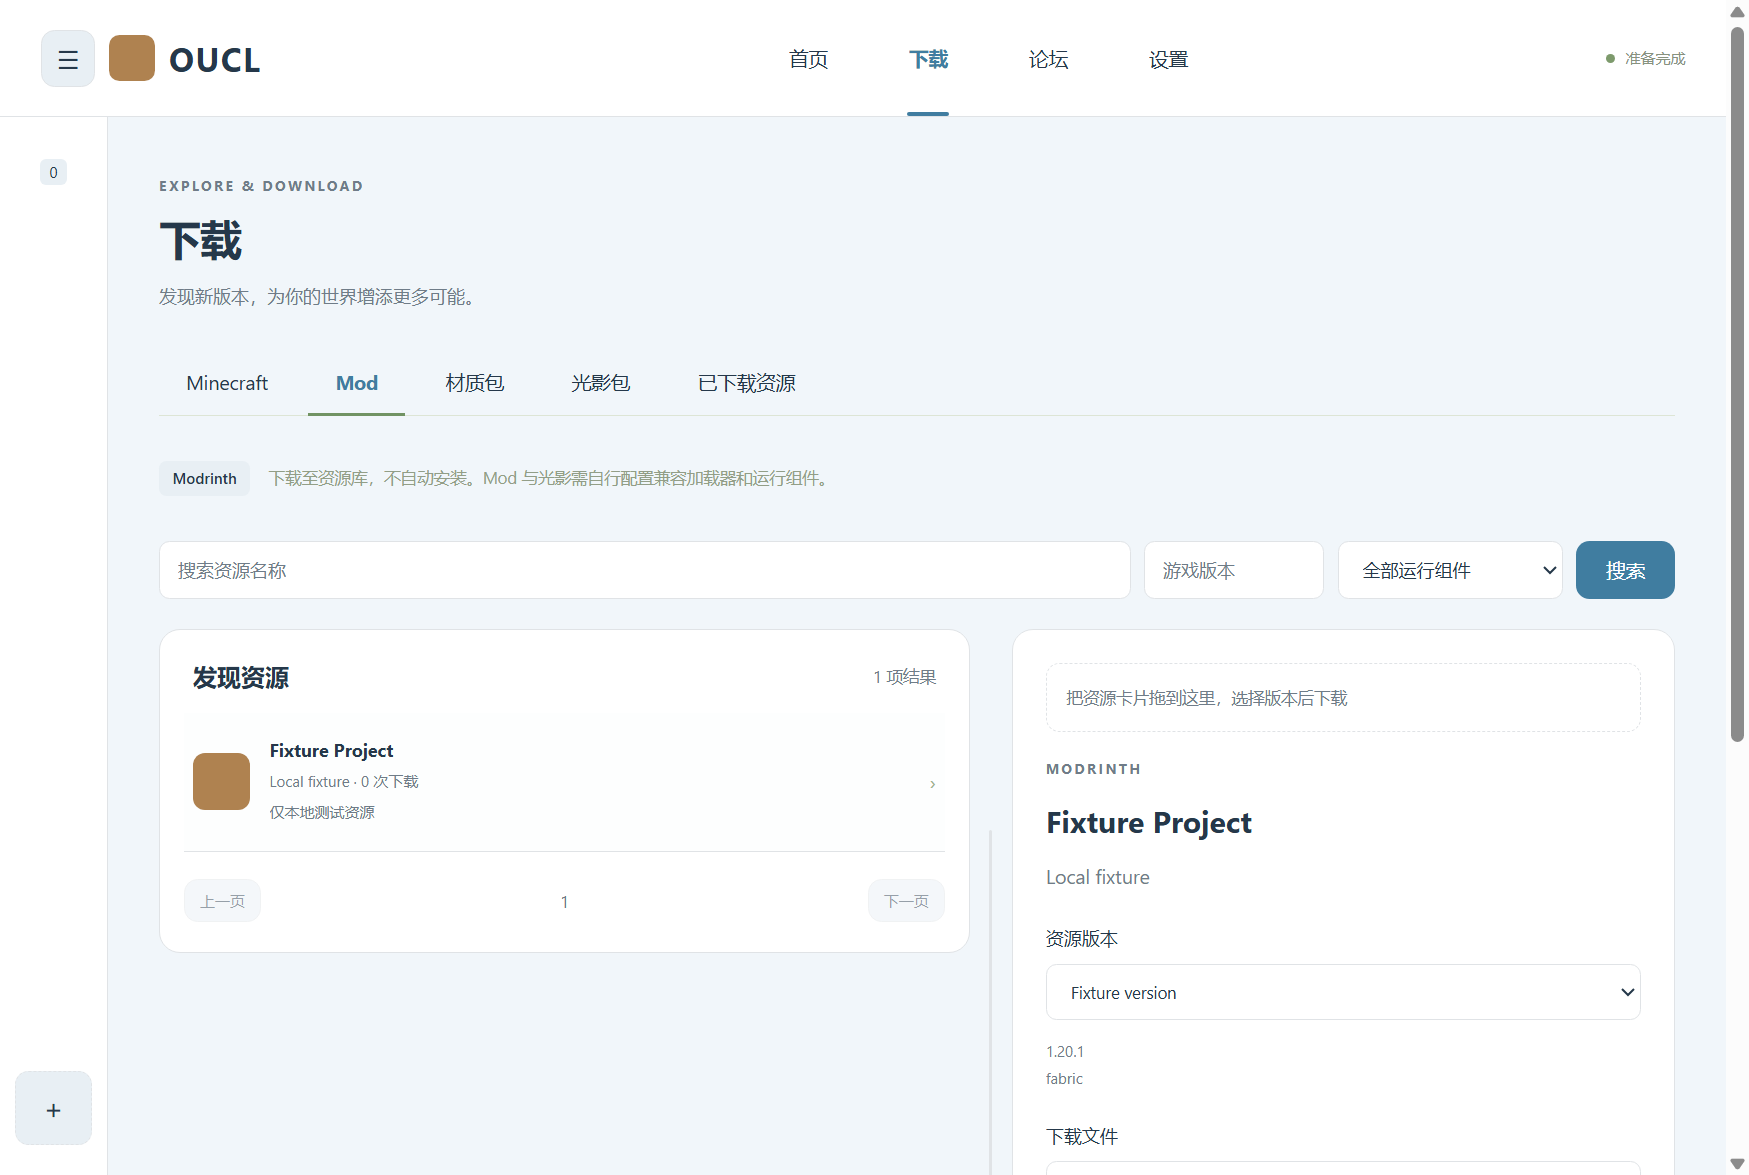 ☰ OUCL 首页 下载 论坛 设置 准备完成
0
EXPLORE & DOWNLOAD
下载
发现新版本，为你的世界增添更多可能。
Minecraft Mod 材质包 光影包 已下载资源
Modrinth 下载至资源库，不自动安装。Mod 与光影需自行配置兼容加载器和运行组件。
搜索资源名称 游戏版本 全部运行组件 搜索
发现资源 1 项结果
Fixture Project
Local fixture · 0 次下载
仅本地测试资源
›
上一页 1 下一页
把资源卡片拖到这里，选择版本后下载
MODRINTH
Fixture Project
Local fixture
资源版本
Fixture version
1.20.1
fabric
下载文件
+